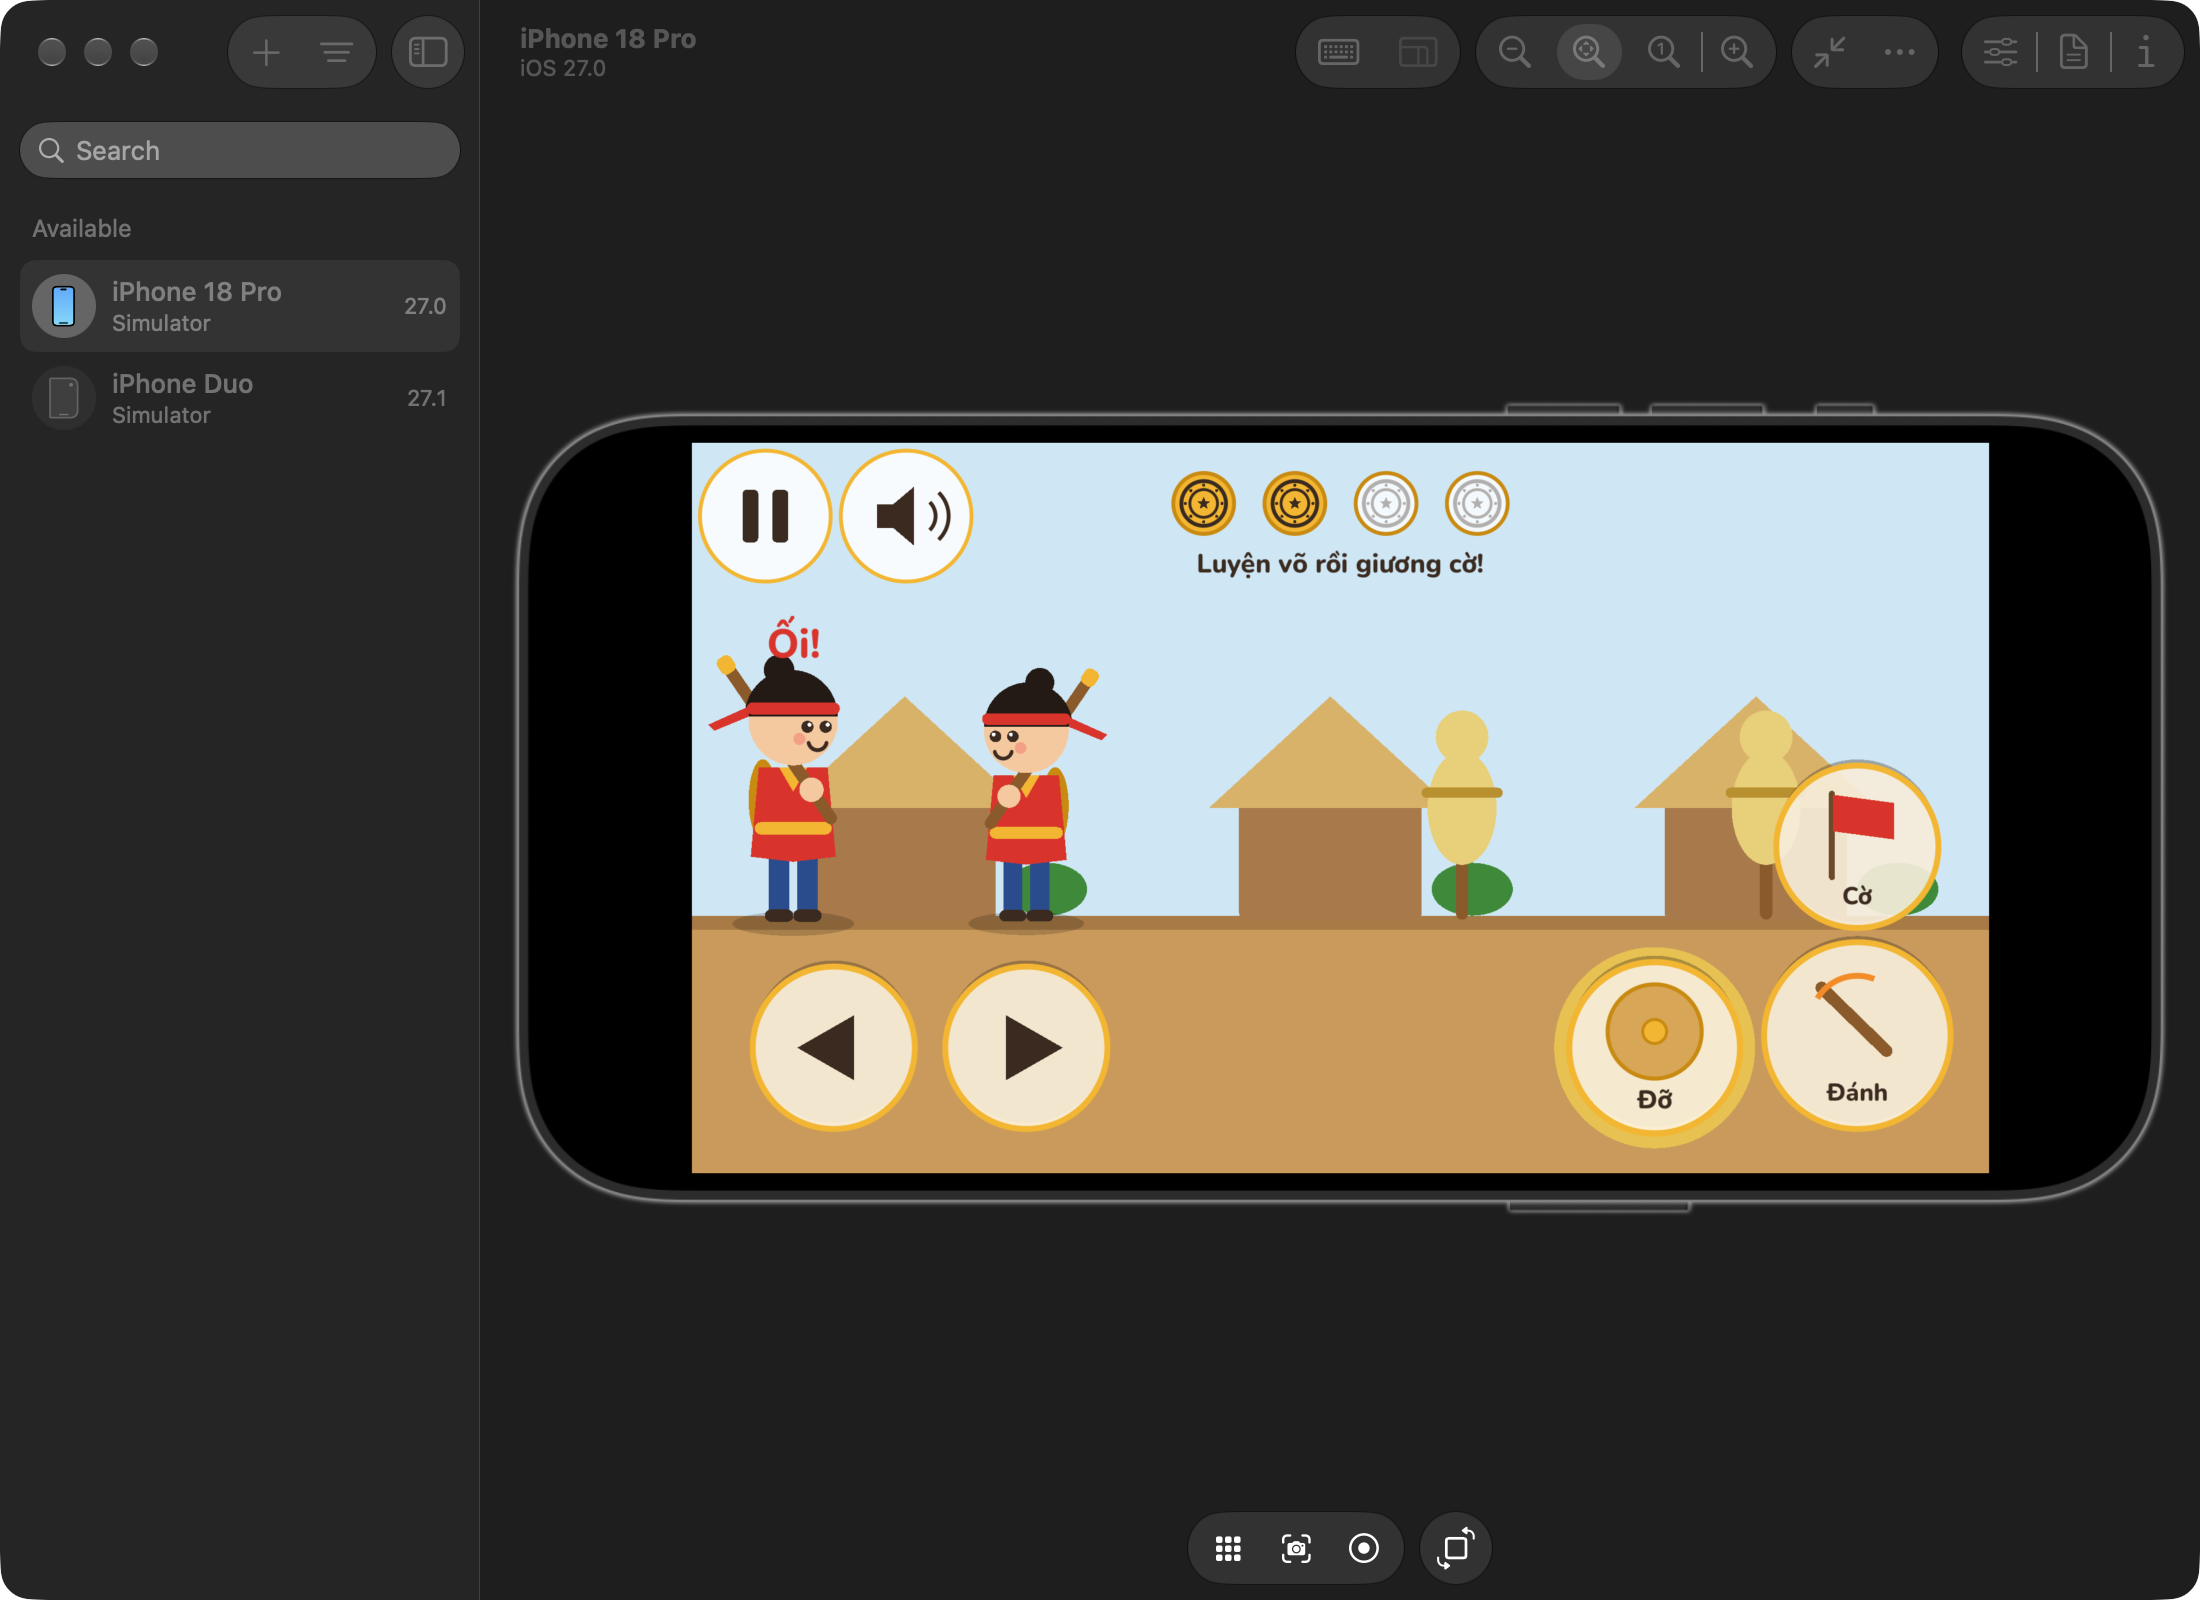 iPhone 18 Pro
iOS 27.0
Search
Available
iPhone 18 Pro
Simulator
27.0
iPhone Duo
Simulator
27.1
Luyện võ rồi giương cờ!
Ối!
Cờ
Đỡ
Đánh